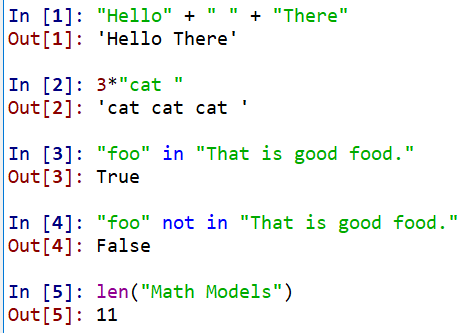 In [1]: "Hello" + " " + "There"
Out[1]: 'Hello There'
In [2]: 3*"cat "
Out[2]: 'cat cat cat '
In [3]: "foo" in "That is good food."
Out[3]: True
In [4]: "foo" not in "That is good food."
Out[4]: False
In [5]: len("Math Models")
Out[5]: 11